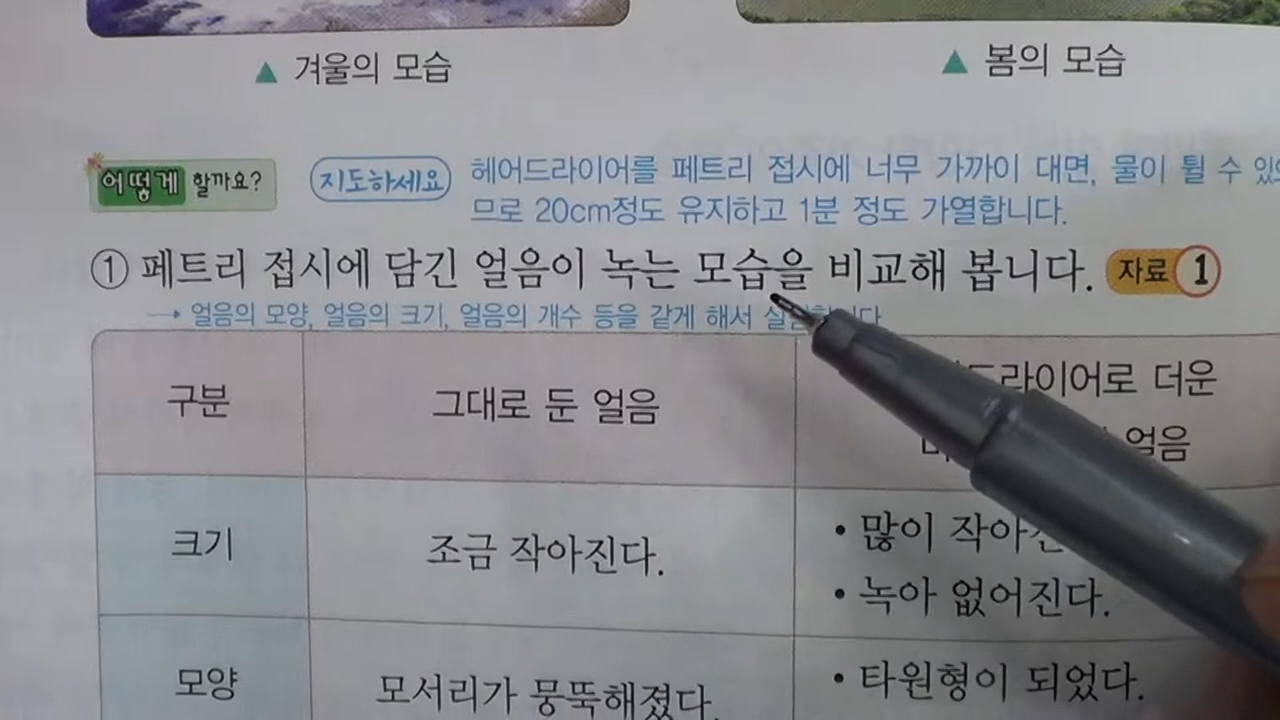 ▲ 겨울의 모습
▲ 봄의 모습
어떻게 할까요?
지도하세요
헤어드라이어를 페트리 접시에 너무 가까이 대면, 물이 튈 수
므로 20cm정도 유지하고 1분 정도 가열합니다.
① 페트리 접시에 담긴 얼음이 녹는 모습을 비교해 봅니다. 자료 1
→ 얼음의 모양, 얼음의 크기, 얼음의 개수 등을 같게 해서
구분
그대로 둔 얼음
드라이어로 더운
얼음
크기
조금 작아진다.
• 많이
• 녹아 없어진다.
모양
모서리가 뭉뚝해졌다.
• 타원형이 되었다.